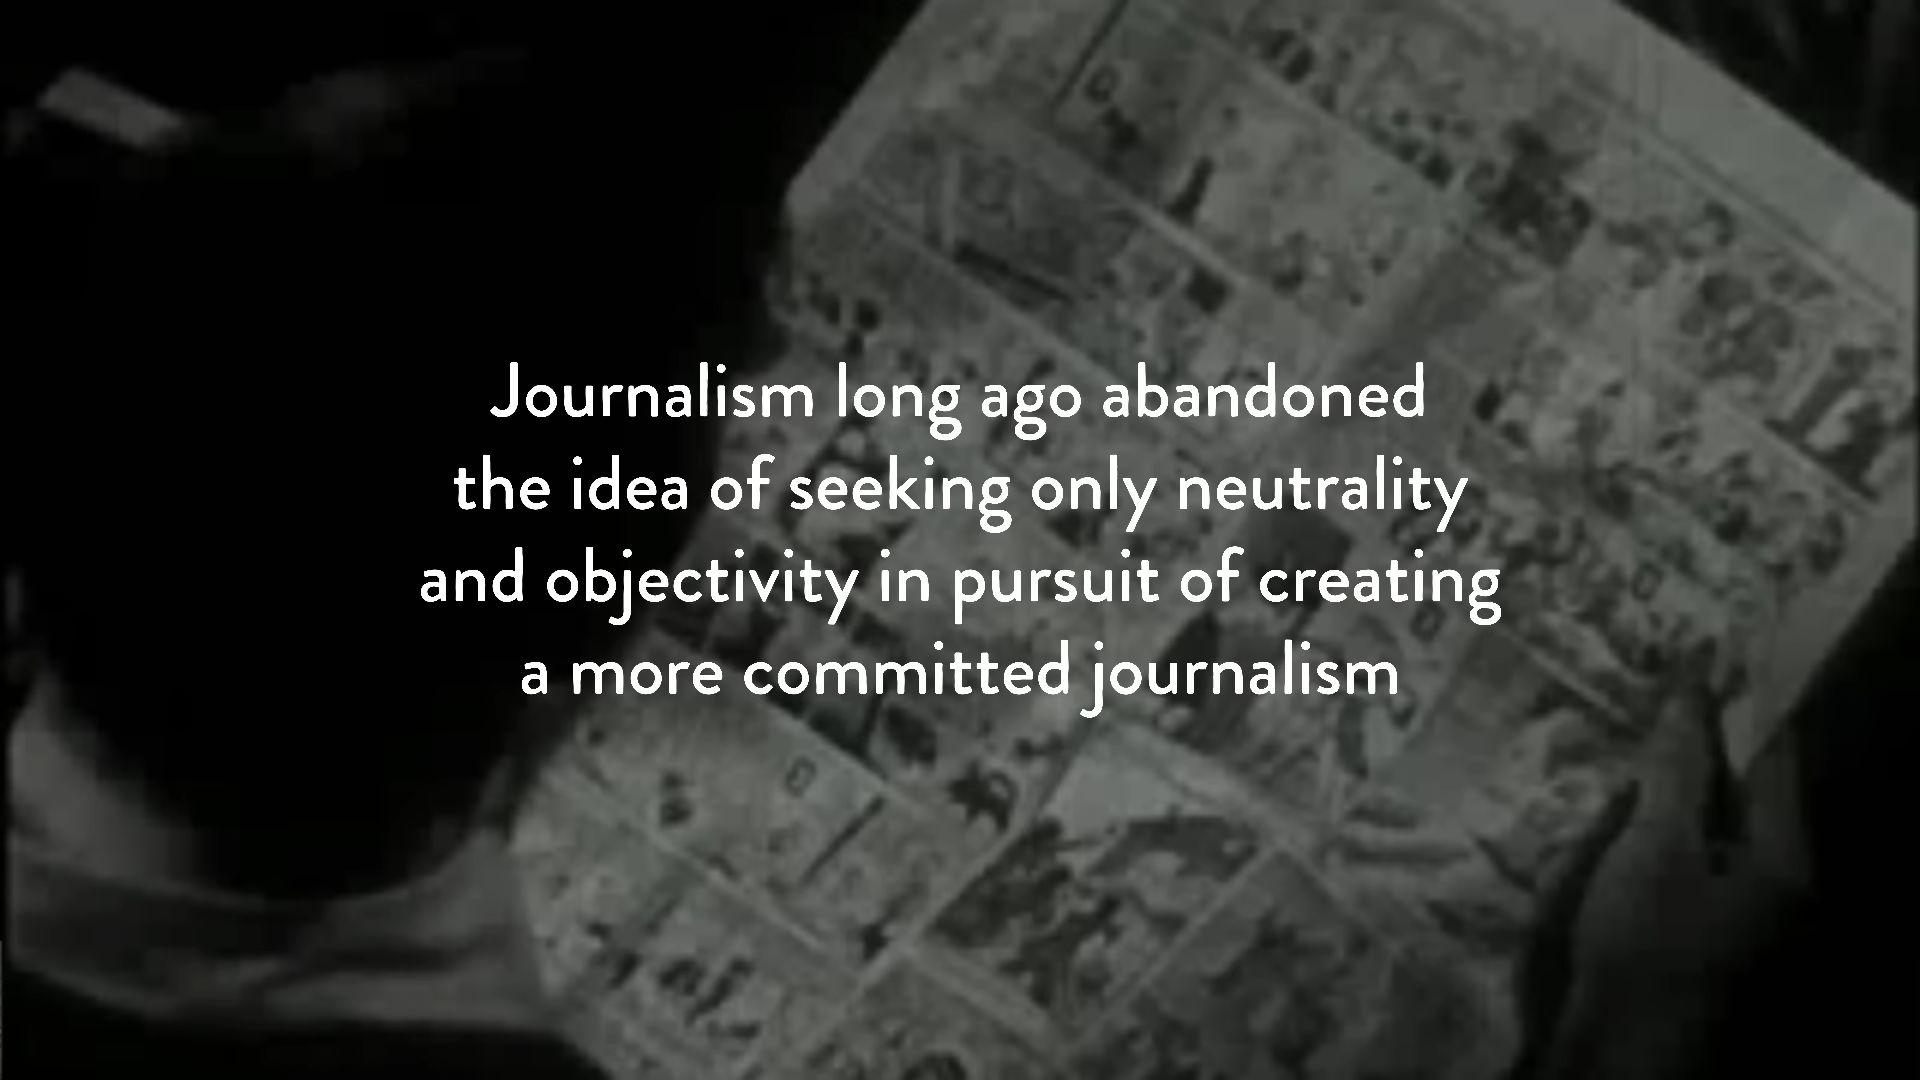 Journalism long ago abandoned
the idea of seeking only neutrality
and objectivity in pursuit of creating
a more committed journalism